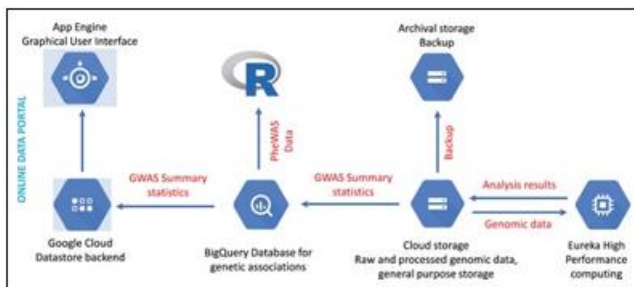 App Engine
Graphical User Interface
Archival storage
Backup
R
ONLINE DATA PORTAL
PheWAS
Data
Backup
GWAS Summary
statistics
GWAS Summary
statistics
Analysis results
Genomic data
Google Cloud
Datastore backend
BigQuery Database for
genetic associations
Cloud storage
Raw and processed genomic data,
general purpose storage
Eureka High
Performance
computing